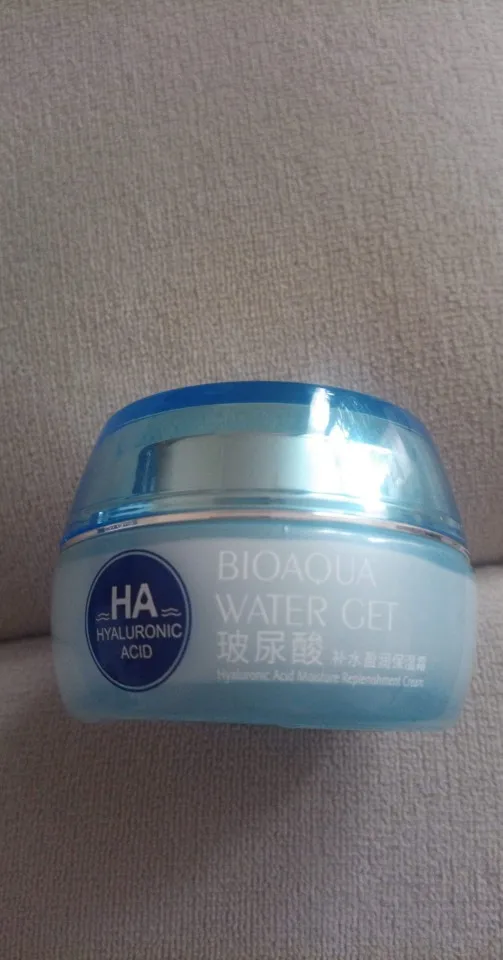 HA
HYALURONIC
ACID
BIOAQUA
WATER GET
玻尿酸 补水盈润保湿霜
Hyaluronic Acid Moisture Replenishment Cream